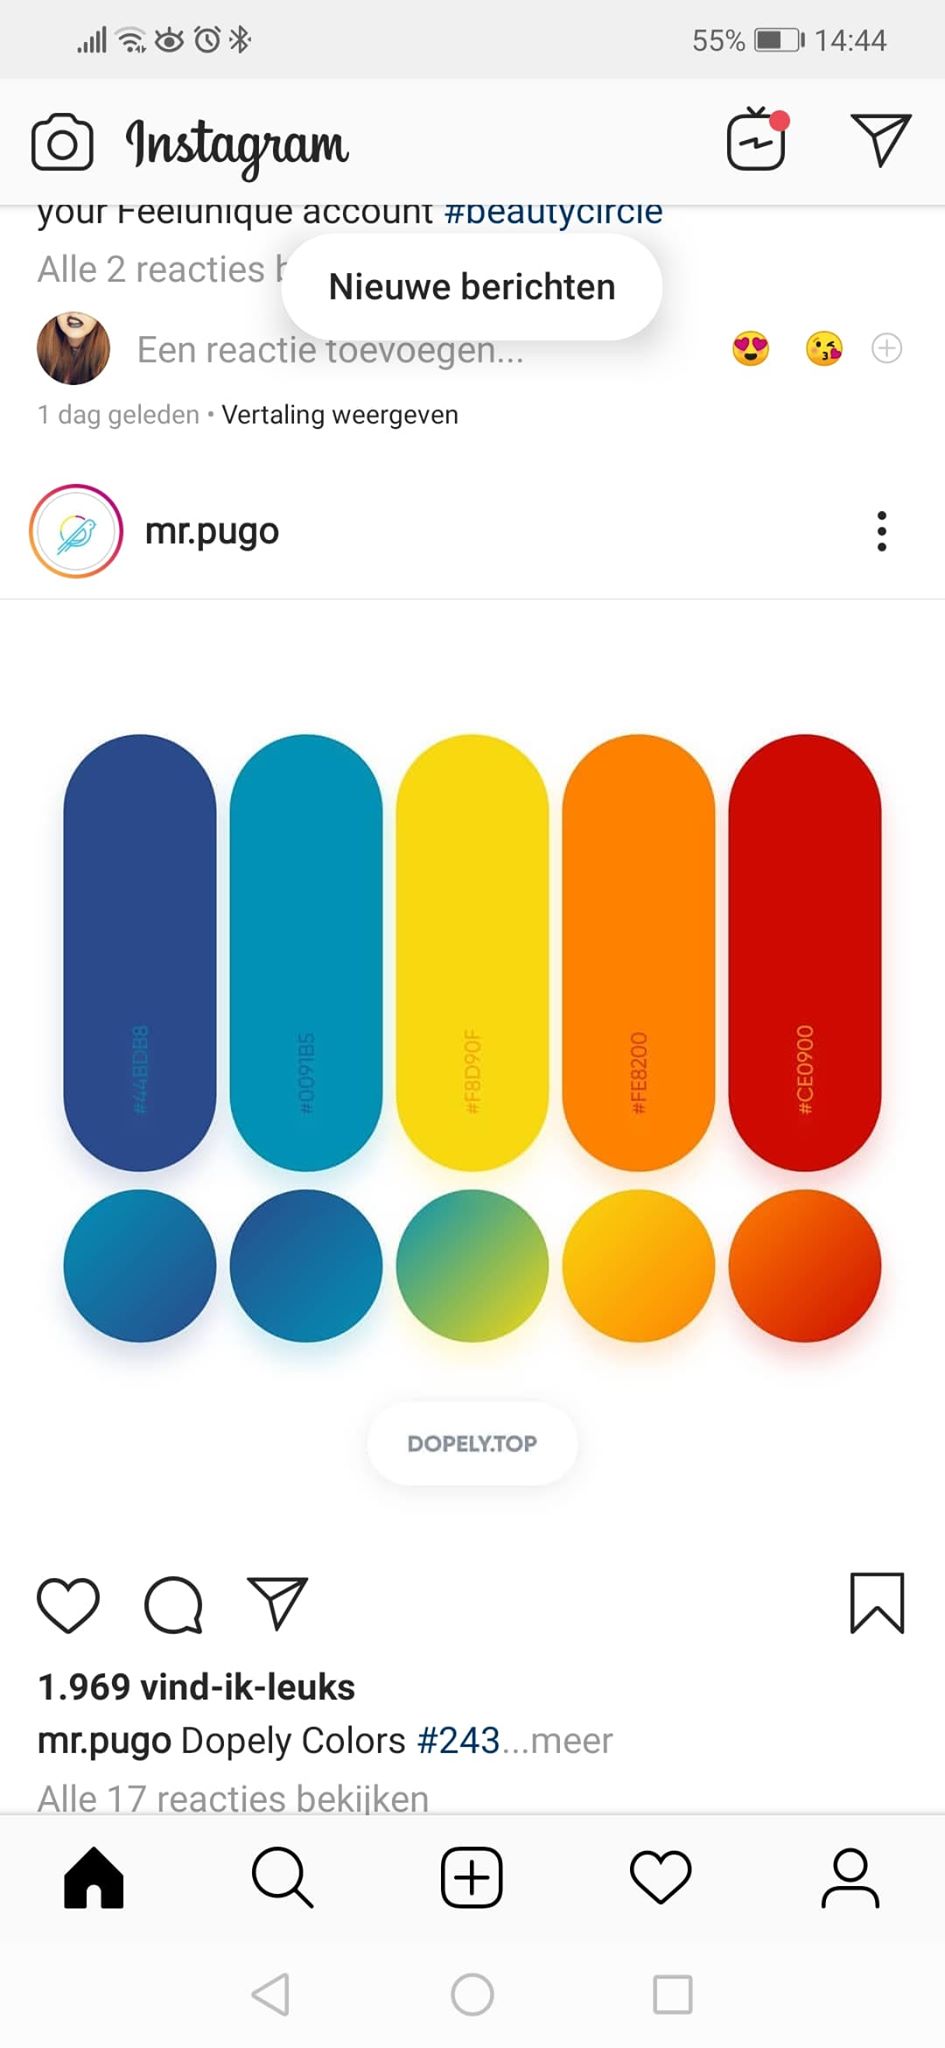 55% 14:44
Instagram
your Feelunique account #beautycircle
Alle 2 reacties
Nieuwe berichten
Een reactie toevoegen...
1 dag geleden • Vertaling weergeven
mr.pugo
#44BDB8
#0091B5
#F8D90F
#FE8200
#CE0900
DOPELY.TOP
1.969 vind-ik-leuks
mr.pugo Dopely Colors #243...meer
Alle 17 reacties bekijken